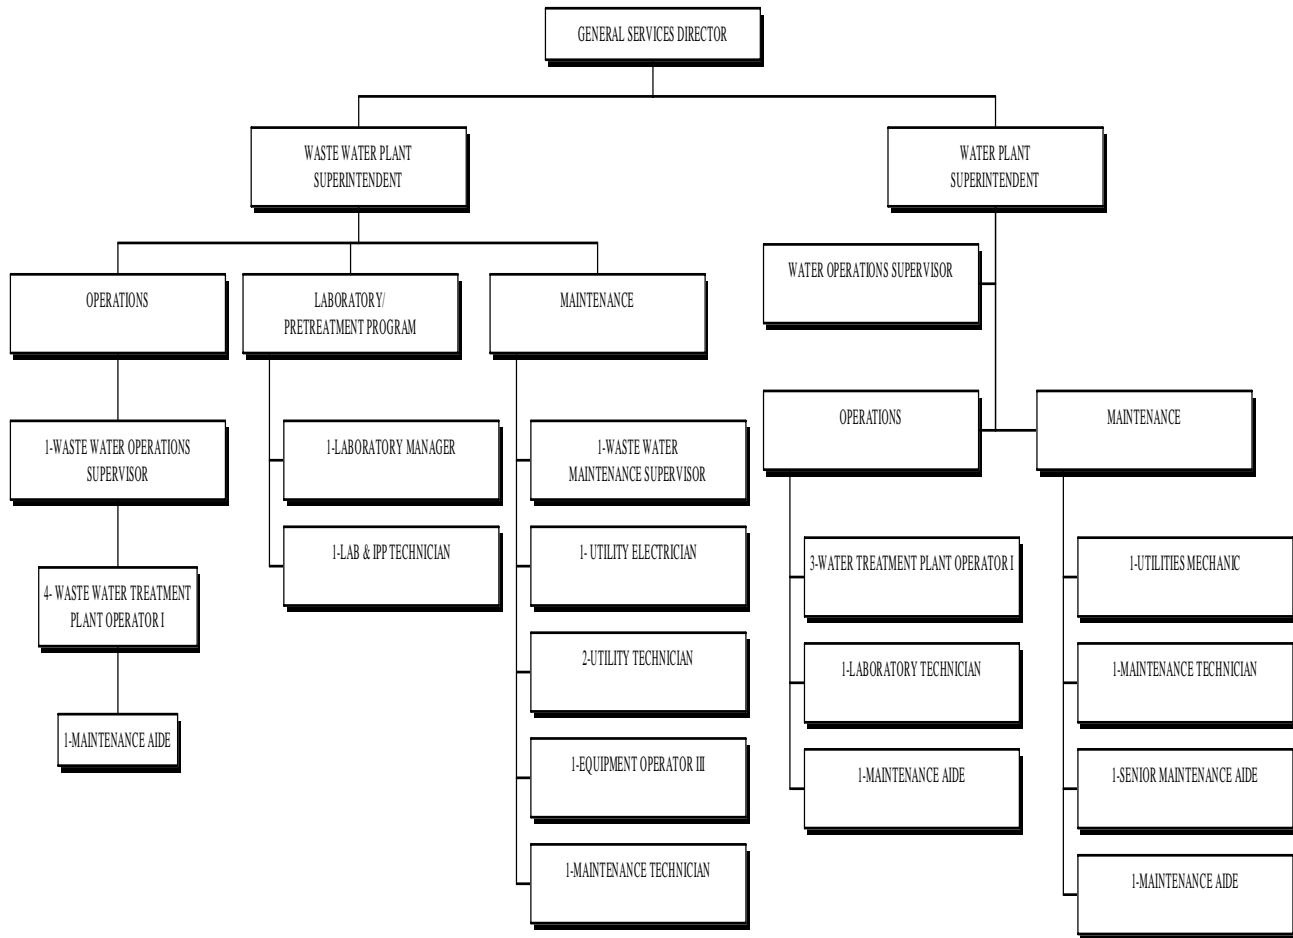 GENERAL SERVICES DIRECTOR
WASTE WATER PLANT
SUPERINTENDENT
WATER PLANT
SUPERINTENDENT
WATER OPERATIONS SUPERVISOR
OPERATIONS
LABORATORY/
PRETREATMENT PROGRAM
MAINTENANCE
OPERATIONS
MAINTENANCE
1-WASTE WATER OPERATIONS
SUPERVISOR
1-LABORATORY MANAGER
1-WASTE WATER
MAINTENANCE SUPERVISOR
1-LAB & IPP TECHNICIAN
1- UTILITY ELECTRICIAN
3-WATER TREATMENT PLANT OPERATOR I
1-UTILITIES MECHANIC
4- WASTE WATER TREATMENT
PLANT OPERATOR I
2-UTILITY TECHNICIAN
1-LABORATORY TECHNICIAN
1-MAINTENANCE TECHNICIAN
1-MAINTENANCE AIDE
1-EQUIPMENT OPERATOR III
1-MAINTENANCE AIDE
1-SENIOR MAINTENANCE AIDE
1-MAINTENANCE TECHNICIAN
1-MAINTENANCE AIDE